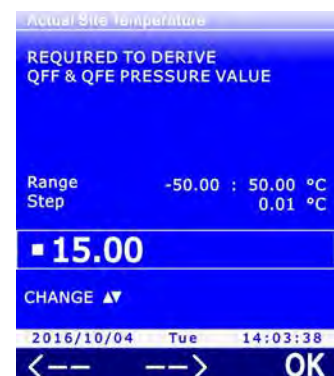 Actual Site Temperature
REQUIRED TO DERIVE
QFF & QFE PRESSURE VALUE
Range -50.00 : 50.00 °C
Step 0.01 °C
▪15.00
CHANGE ▲▼
2016/10/04 Tue 14:03:38
<-- --> OK